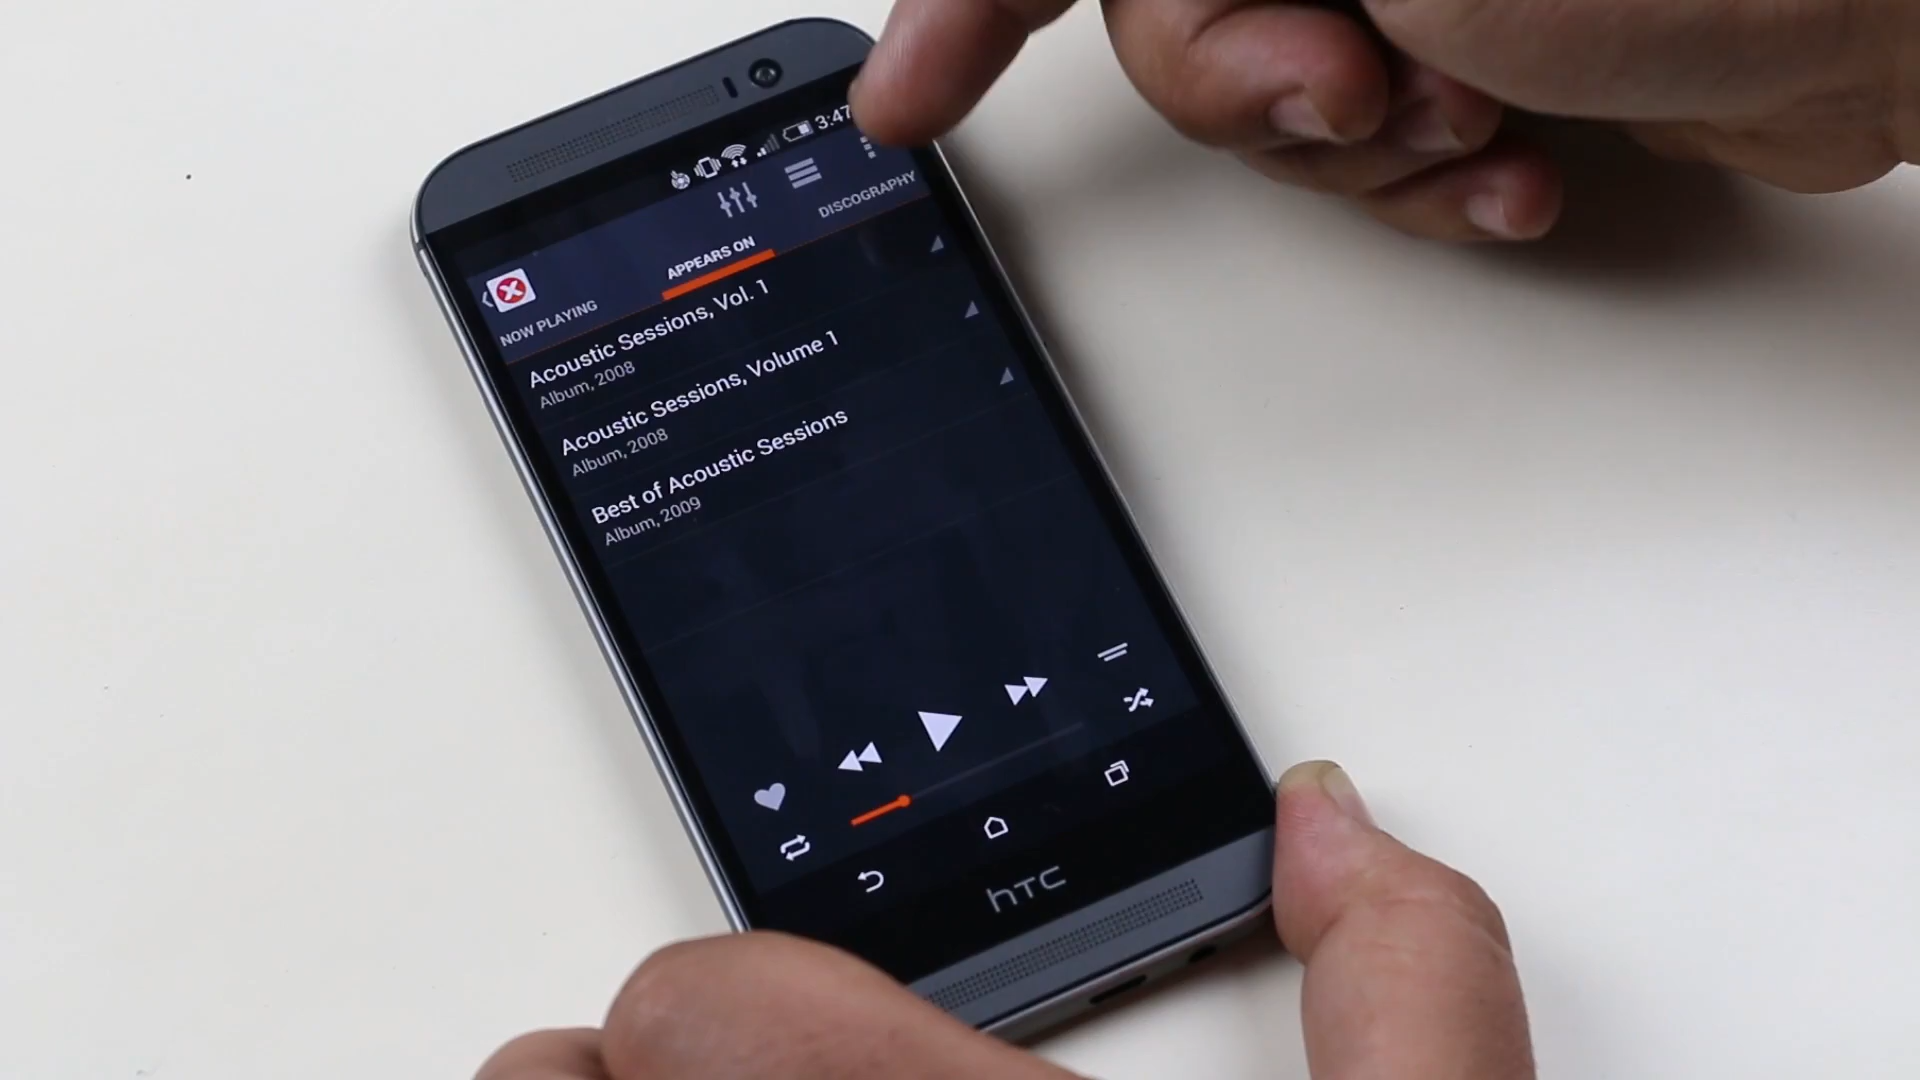 3:47
NOW PLAYING
APPEARS ON
DISCOGRAPHY
Acoustic Sessions, Vol. 1
Album, 2008
Acoustic Sessions, Volume 1
Album, 2008
Best of Acoustic Sessions
Album, 2009
hTC